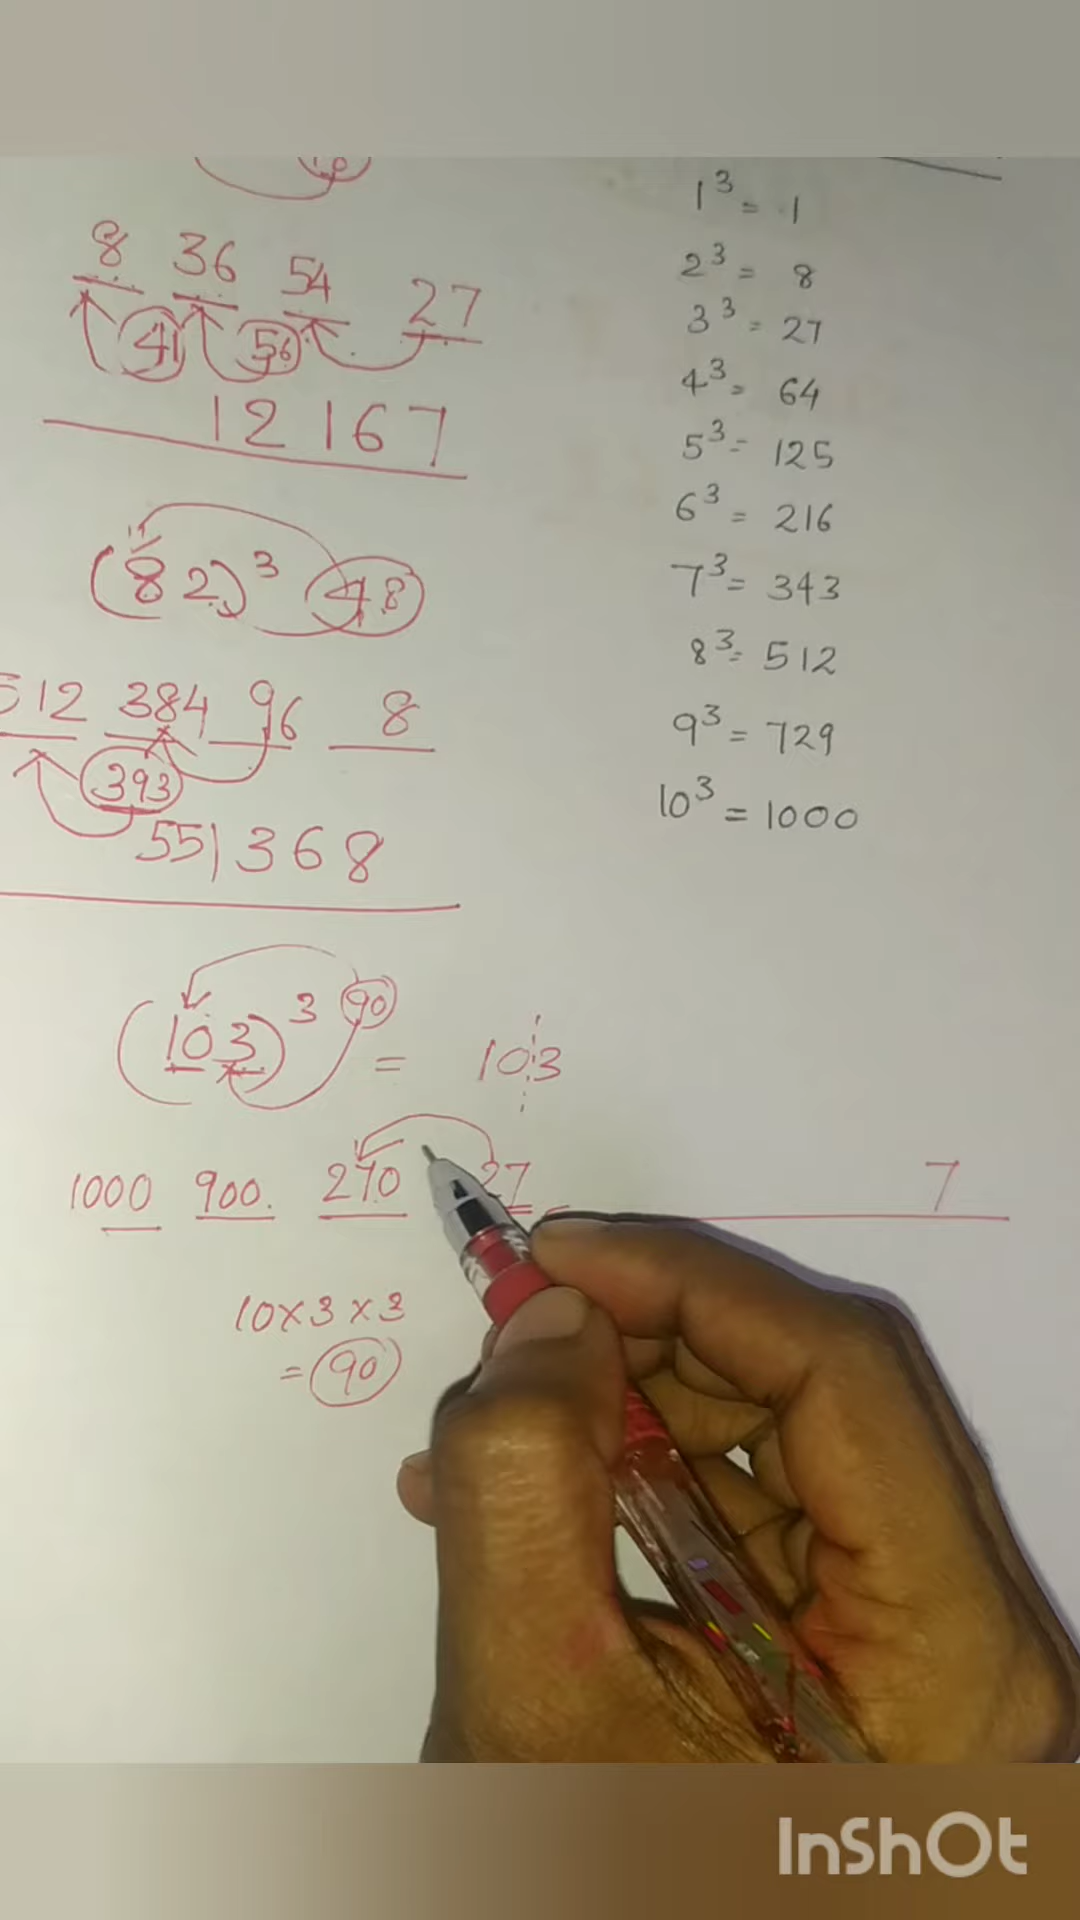 8 36 54 27
41 56
12167
(82)³ 48
512 384 96 8
393
551368
(103)³ 90 = 103
1000 900. 270 27 7
10×3×3
= 90
1³ = 1
2³ = 8
3³ = 27
4³ = 64
5³ = 125
6³ = 216
7³ = 343
8³ = 512
9³ = 729
10³ = 1000
InShOt